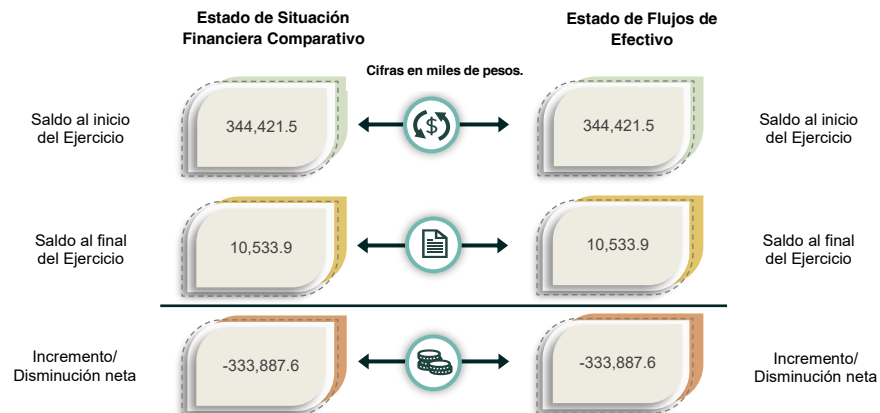 Estado de Situación
Financiera Comparativo
Estado de Flujos de
Efectivo
Cifras en miles de pesos.
Saldo al inicio
del Ejercicio
344,421.5
$
344,421.5
Saldo al inicio
del Ejercicio
Saldo al final
del Ejercicio
10,533.9
10,533.9
Saldo al final
del Ejercicio
Incremento/
Disminución neta
-333,887.6
-333,887.6
Incremento/
Disminución neta